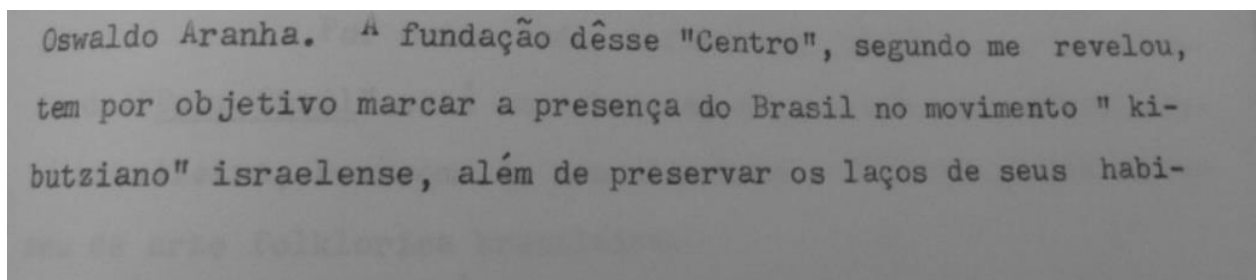 Oswaldo Aranha. A fundação dêsse "Centro", segundo me revelou,
tem por objetivo marcar a presença do Brasil no movimento " ki-
butziano" israelense, além de preservar os laços de seus habi-